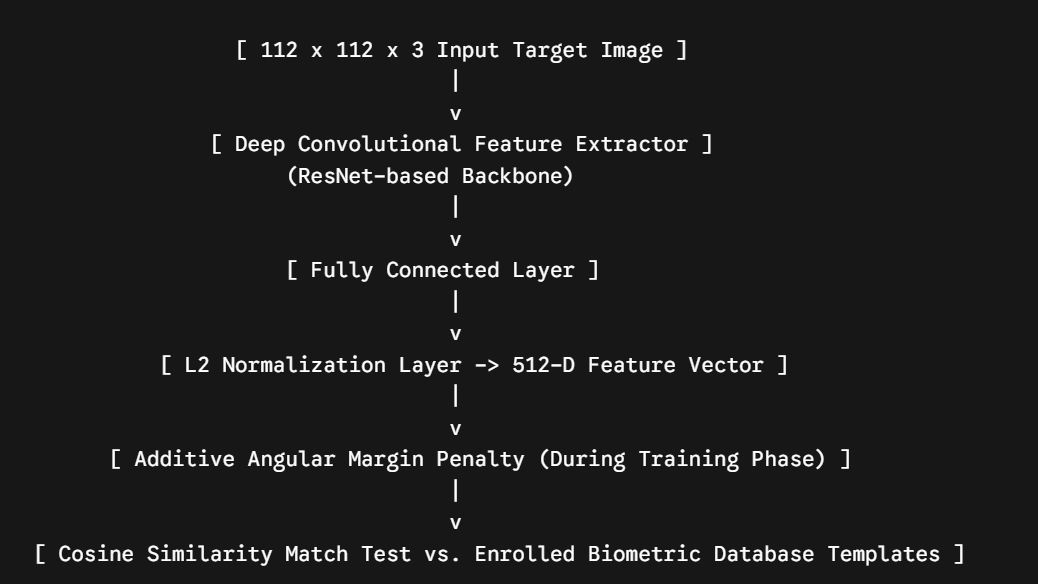 [ 112 x 112 x 3 Input Target Image ]
|
v
[ Deep Convolutional Feature Extractor ]
(ResNet-based Backbone)
|
v
[ Fully Connected Layer ]
|
v
[ L2 Normalization Layer -> 512-D Feature Vector ]
|
v
[ Additive Angular Margin Penalty (During Training Phase) ]
|
v
[ Cosine Similarity Match Test vs. Enrolled Biometric Database Templates ]